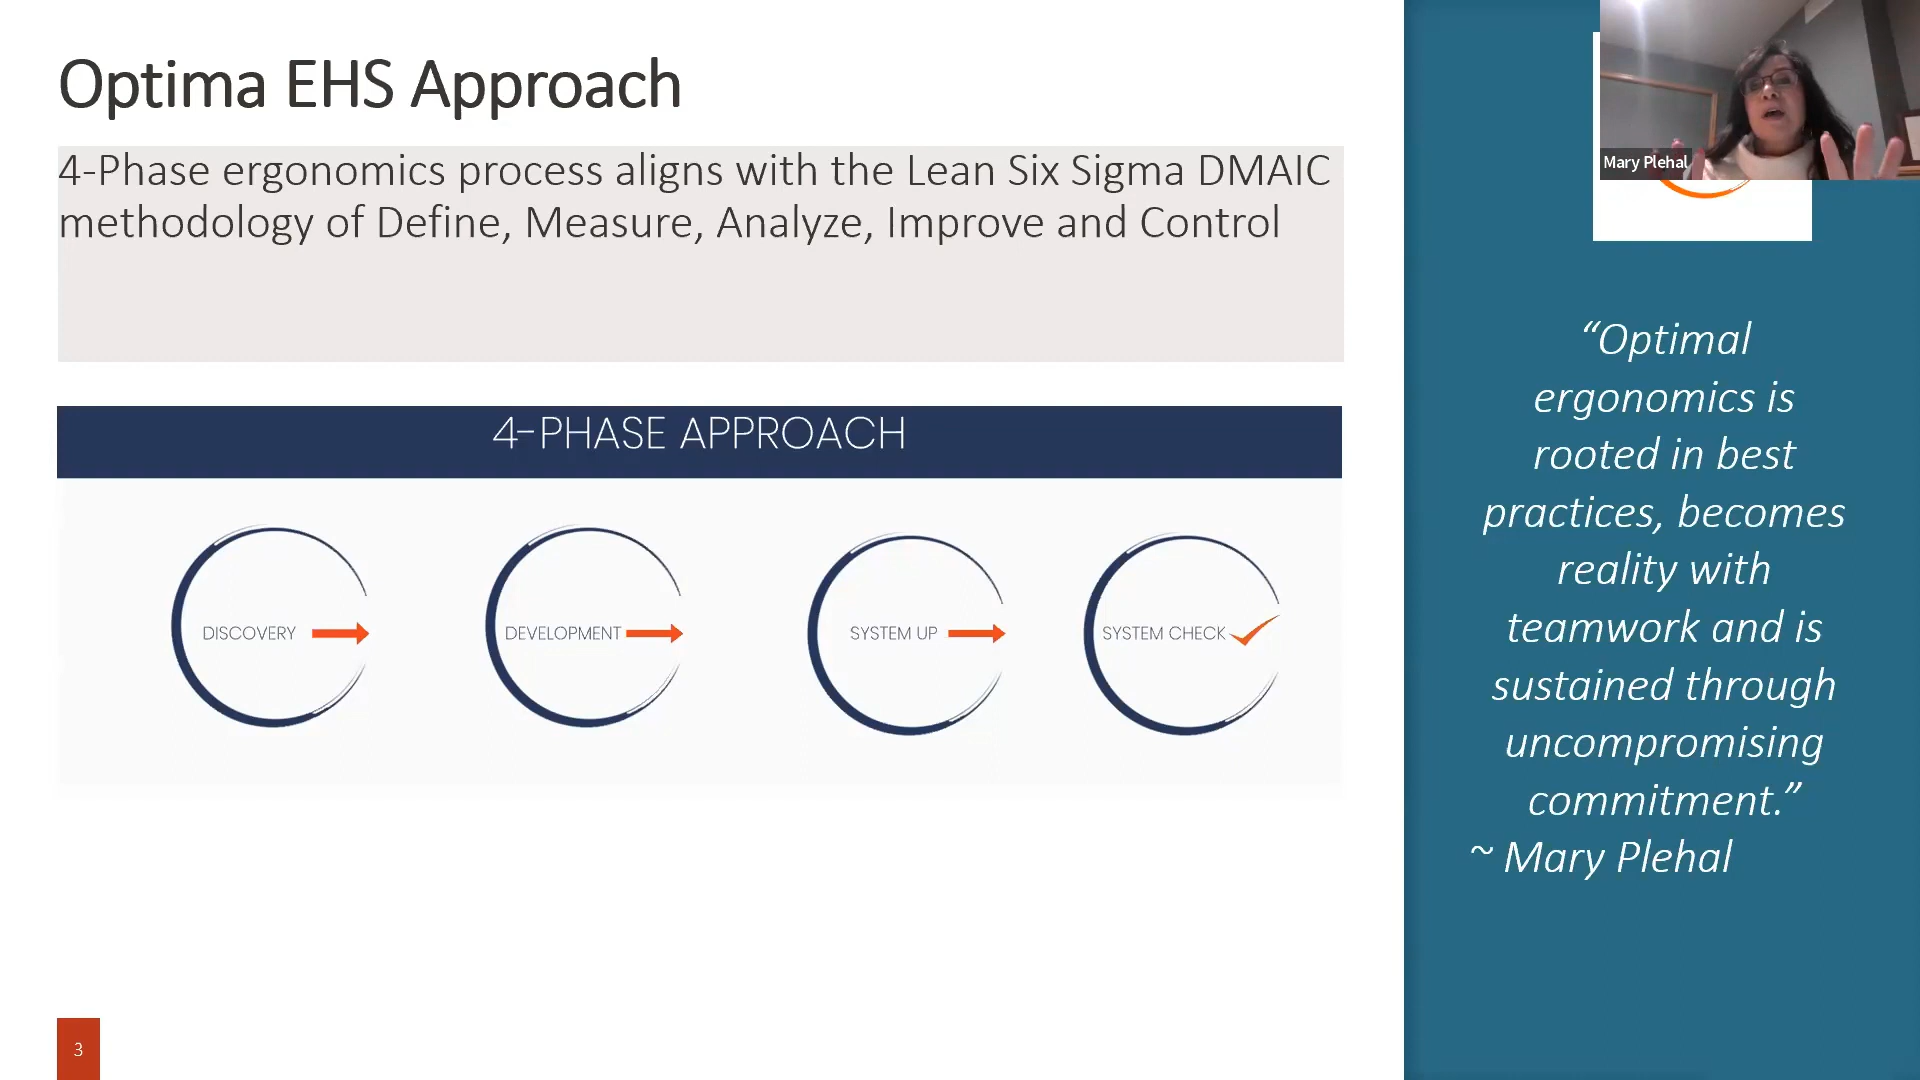 Optima EHS Approach
4-Phase ergonomics process aligns with the Lean Six Sigma DMAIC
methodology of Define, Measure, Analyze, Improve and Control
4-PHASE APPROACH
DISCOVERY
DEVELOPMENT
SYSTEM UP
SYSTEM CHECK
3
Mary Plehal
“Optimal
ergonomics is
rooted in best
practices, becomes
reality with
teamwork and is
sustained through
uncompromising
commitment.”
~ Mary Plehal